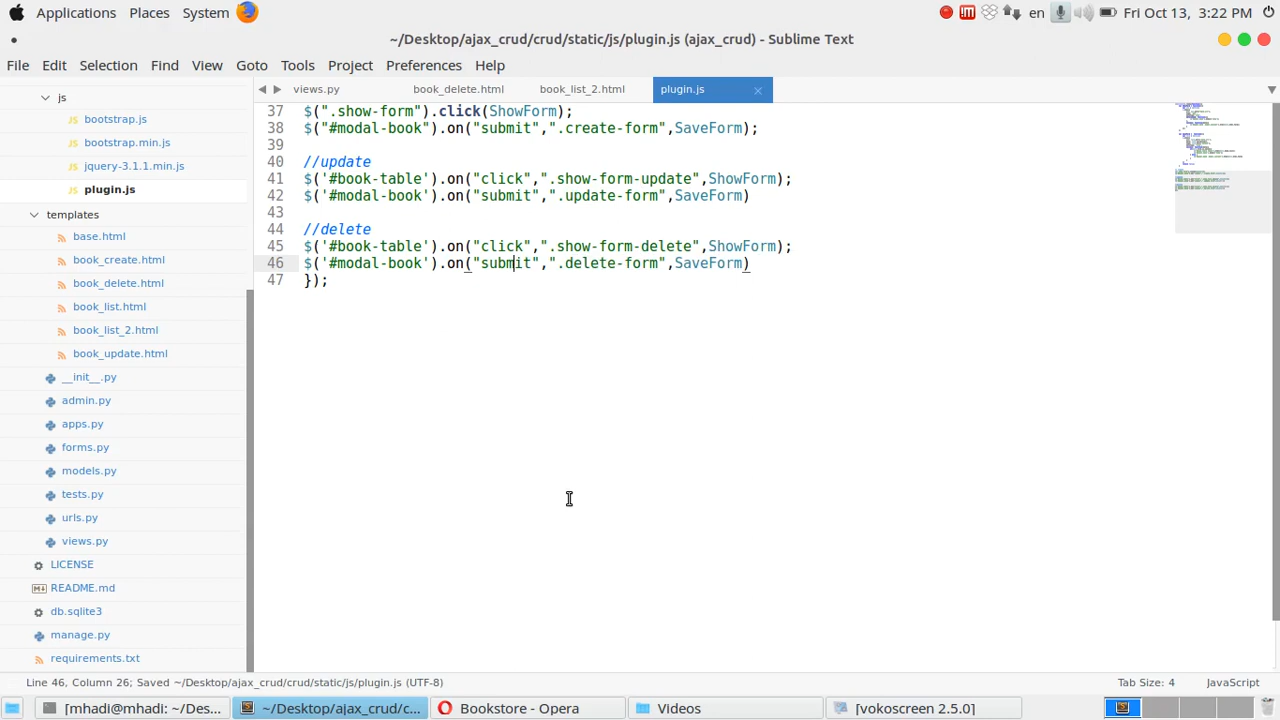 Applications Places System en Fri Oct 13, 3:22 PM
~/Desktop/ajax_crud/crud/static/js/plugin.js (ajax_crud) - Sublime Text
File Edit Selection Find View Goto Tools Project Preferences Help
js
bootstrap.js
bootstrap.min.js
jquery-3.1.1.min.js
plugin.js
templates
base.html
book_create.html
book_delete.html
book_list.html
book_list_2.html
book_update.html
__init__.py
admin.py
apps.py
forms.py
models.py
tests.py
urls.py
views.py
LICENSE
README.md
db.sqlite3
manage.py
requirements.txt
views.py book_delete.html book_list_2.html plugin.js
37 $(".show-form").click(ShowForm);
38 $("#modal-book").on("submit",".create-form",SaveForm);
39
40 //update
41 $('#book-table').on("click",".show-form-update",ShowForm);
42 $('#modal-book').on("submit",".update-form",SaveForm)
43
44 //delete
45 $('#book-table').on("click",".show-form-delete",ShowForm);
46 $('#modal-book').on("submit",".delete-form",SaveForm)
47 });
Line 46, Column 26; Saved ~/Desktop/ajax_crud/crud/static/js/plugin.js (UTF-8) Tab Size: 4 JavaScript
[mhadi@mhadi: ~/Des... ~/Desktop/ajax_crud/c... Bookstore - Opera Videos [vokoscreen 2.5.0]